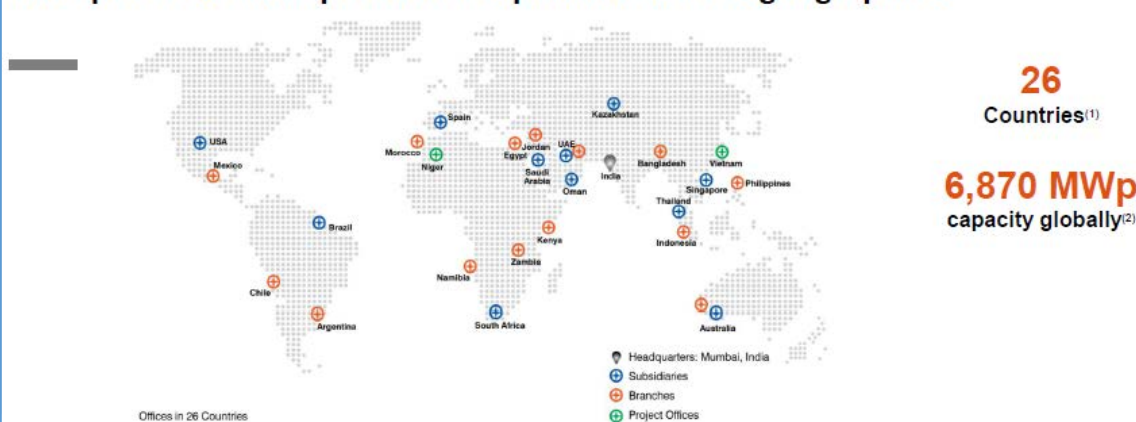 26
Countries(1)
6,870 MWp
capacity globally(2)
Kazakhstan
Spain
USA
Morocco
Jordan
UAE
Egypt
Niger
Mexico
Saudi
Arabia
India
Bangladesh
Vietnam
Oman
Singapore
Philippines
Thailand
Brazil
Kenya
Indonesia
Zambia
Namibia
Chile
Argentina
South Africa
Australia
Headquarters: Mumbai, India
Subsidiaries
Branches
Project Offices
Offices in 26 Countries